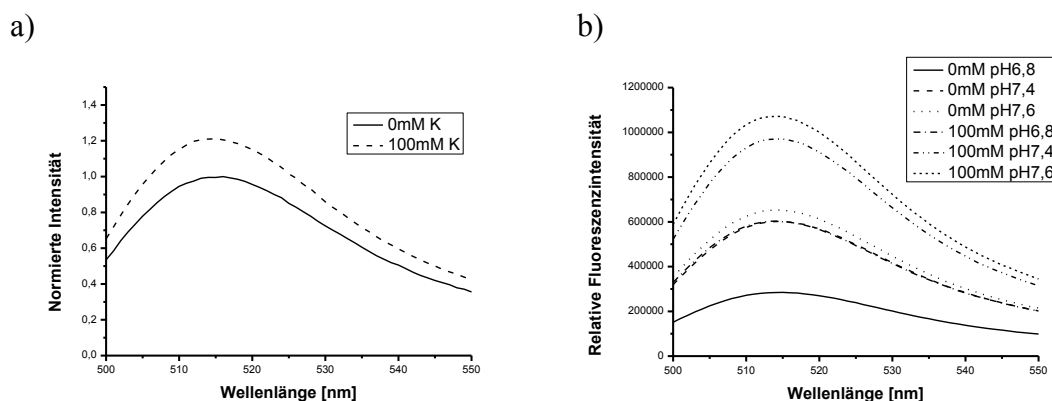 a)
Normierte Intensität
1,4
1,2
1,0
0,8
0,6
0,4
0,2
0,0
500
510
520
530
540
550
Wellenlänge [nm]
0mM K
100mM K
b)
Relative Fluoreszenzintensität
1200000
1000000
800000
600000
400000
200000
0
500
510
520
530
540
550
Wellenlänge [nm]
0mM pH6,8
0mM pH7,4
0mM pH7,6
100mM pH6,8
100mM pH7,4
100mM pH7,6